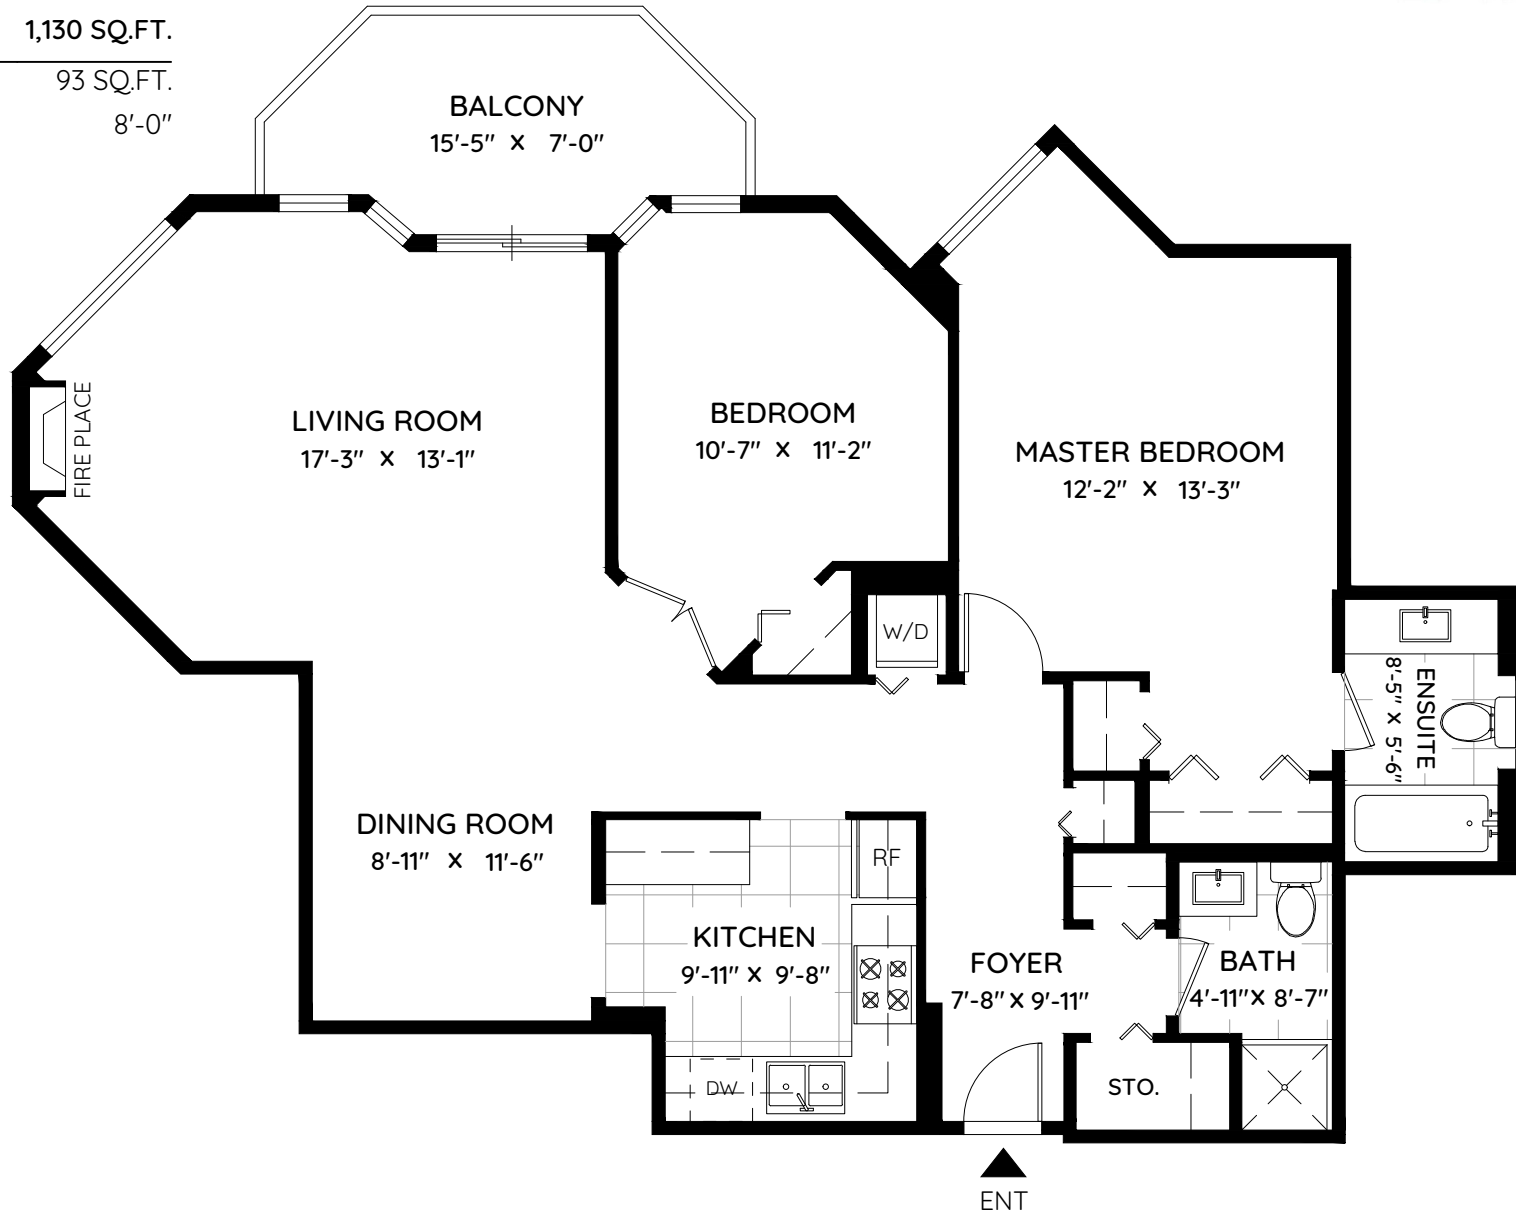 1,130 SQ.FT.
93 SQ.FT.
8'-0"
BALCONY
15'-5" X 7'-0"
LIVING ROOM
17'-3" X 13'-1"
FIRE PLACE
BEDROOM
10'-7" X 11'-2"
MASTER BEDROOM
12'-2" X 13'-3"
W/D
ENSUITE
8'-5" X 5'-6"
DINING ROOM
8'-11" X 11'-6"
RF
KITCHEN
9'-11" X 9'-8"
FOYER
7'-8" X 9'-11"
BATH
4'-11" X 8'-7"
DW
STO.
ENT